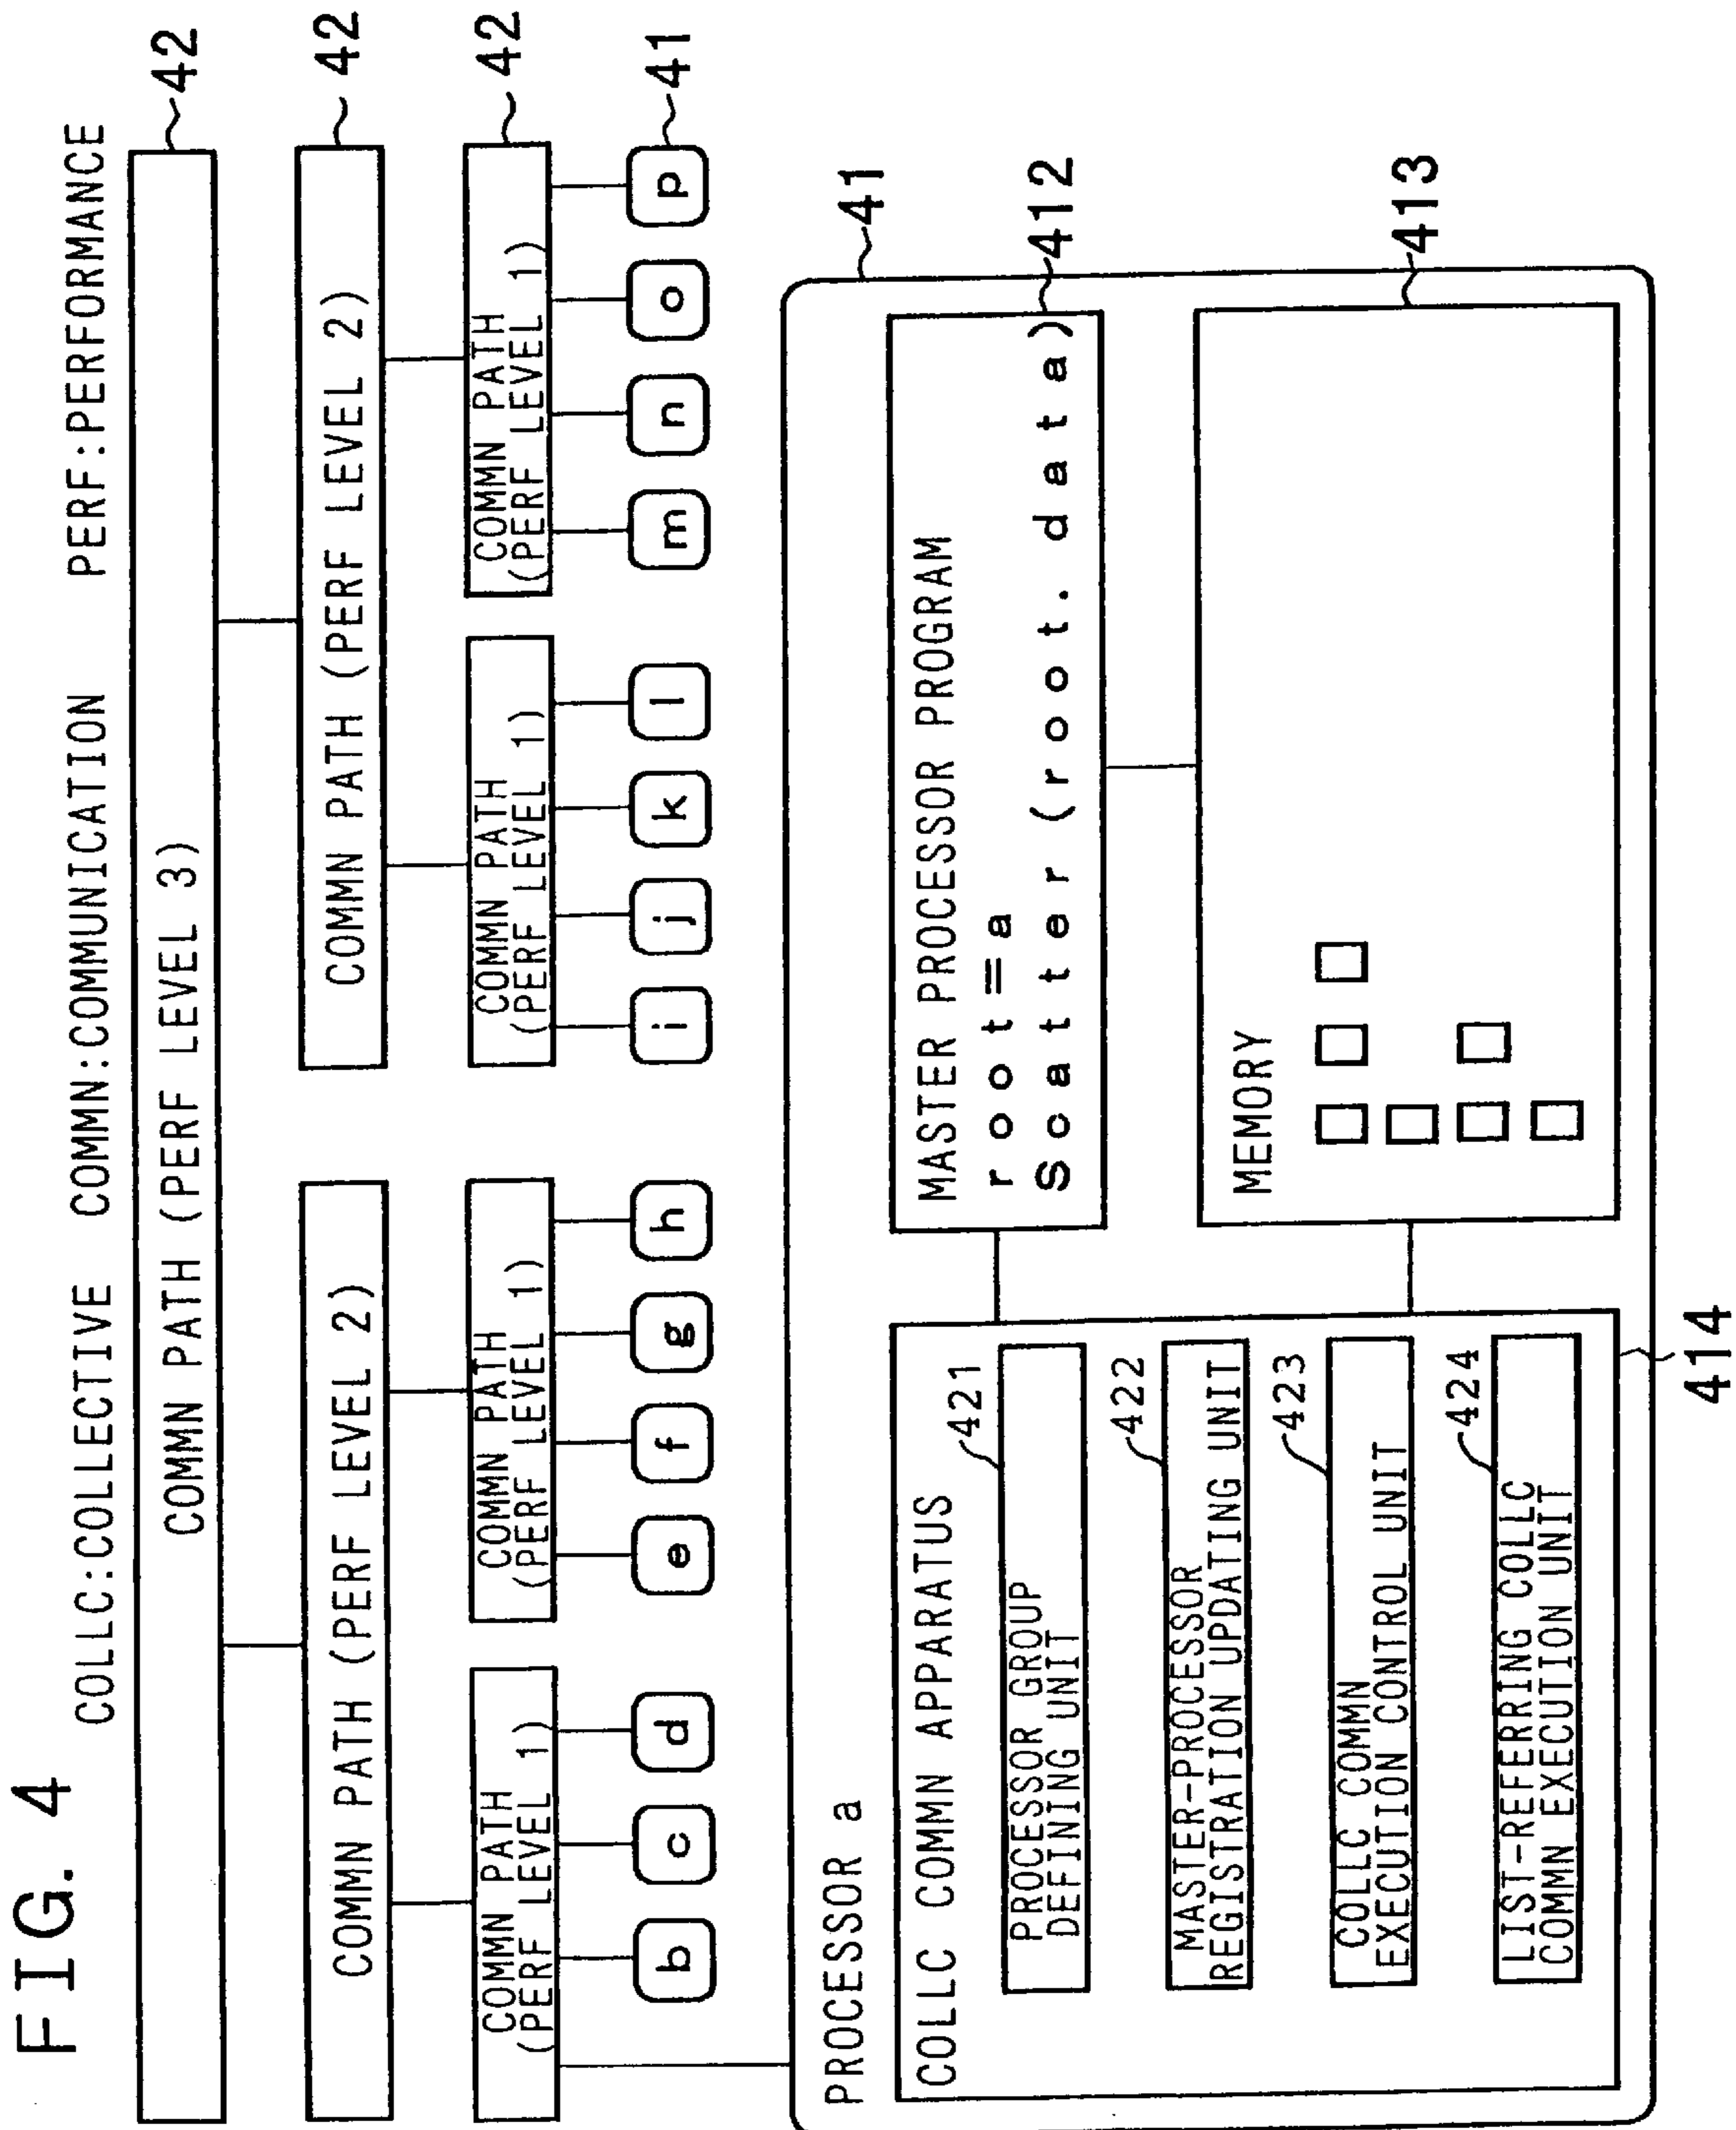 FIG. 4
COLLC:COLLECTIVE COMMN:COMMUNICATION PERF:PERFORMANCE
COMMN PATH (PERF LEVEL 3)
42
COMMN PATH (PERF LEVEL 2)
COMMN PATH (PERF LEVEL 2)
42
COMMN PATH
(PERF LEVEL 1)
COMMN PATH
(PERF LEVEL 1)
COMMN PATH
(PERF LEVEL 1)
COMMN PATH
(PERF LEVEL 1)
42
b
c
d
e
f
g
h
i
j
k
l
m
n
o
p
41
PROCESSOR a
41
COLLC COMMN APPARATUS
421
PROCESSOR GROUP
DEFINING UNIT
422
MASTER-PROCESSOR
REGISTRATION UPDATING UNIT
423
COLLC COMMN
EXECUTION CONTROL UNIT
424
LIST-REFERRING COLLC
COMMN EXECUTION UNIT
414
MASTER PROCESSOR PROGRAM
root=a
Scatter (root. data)
412
MEMORY
413